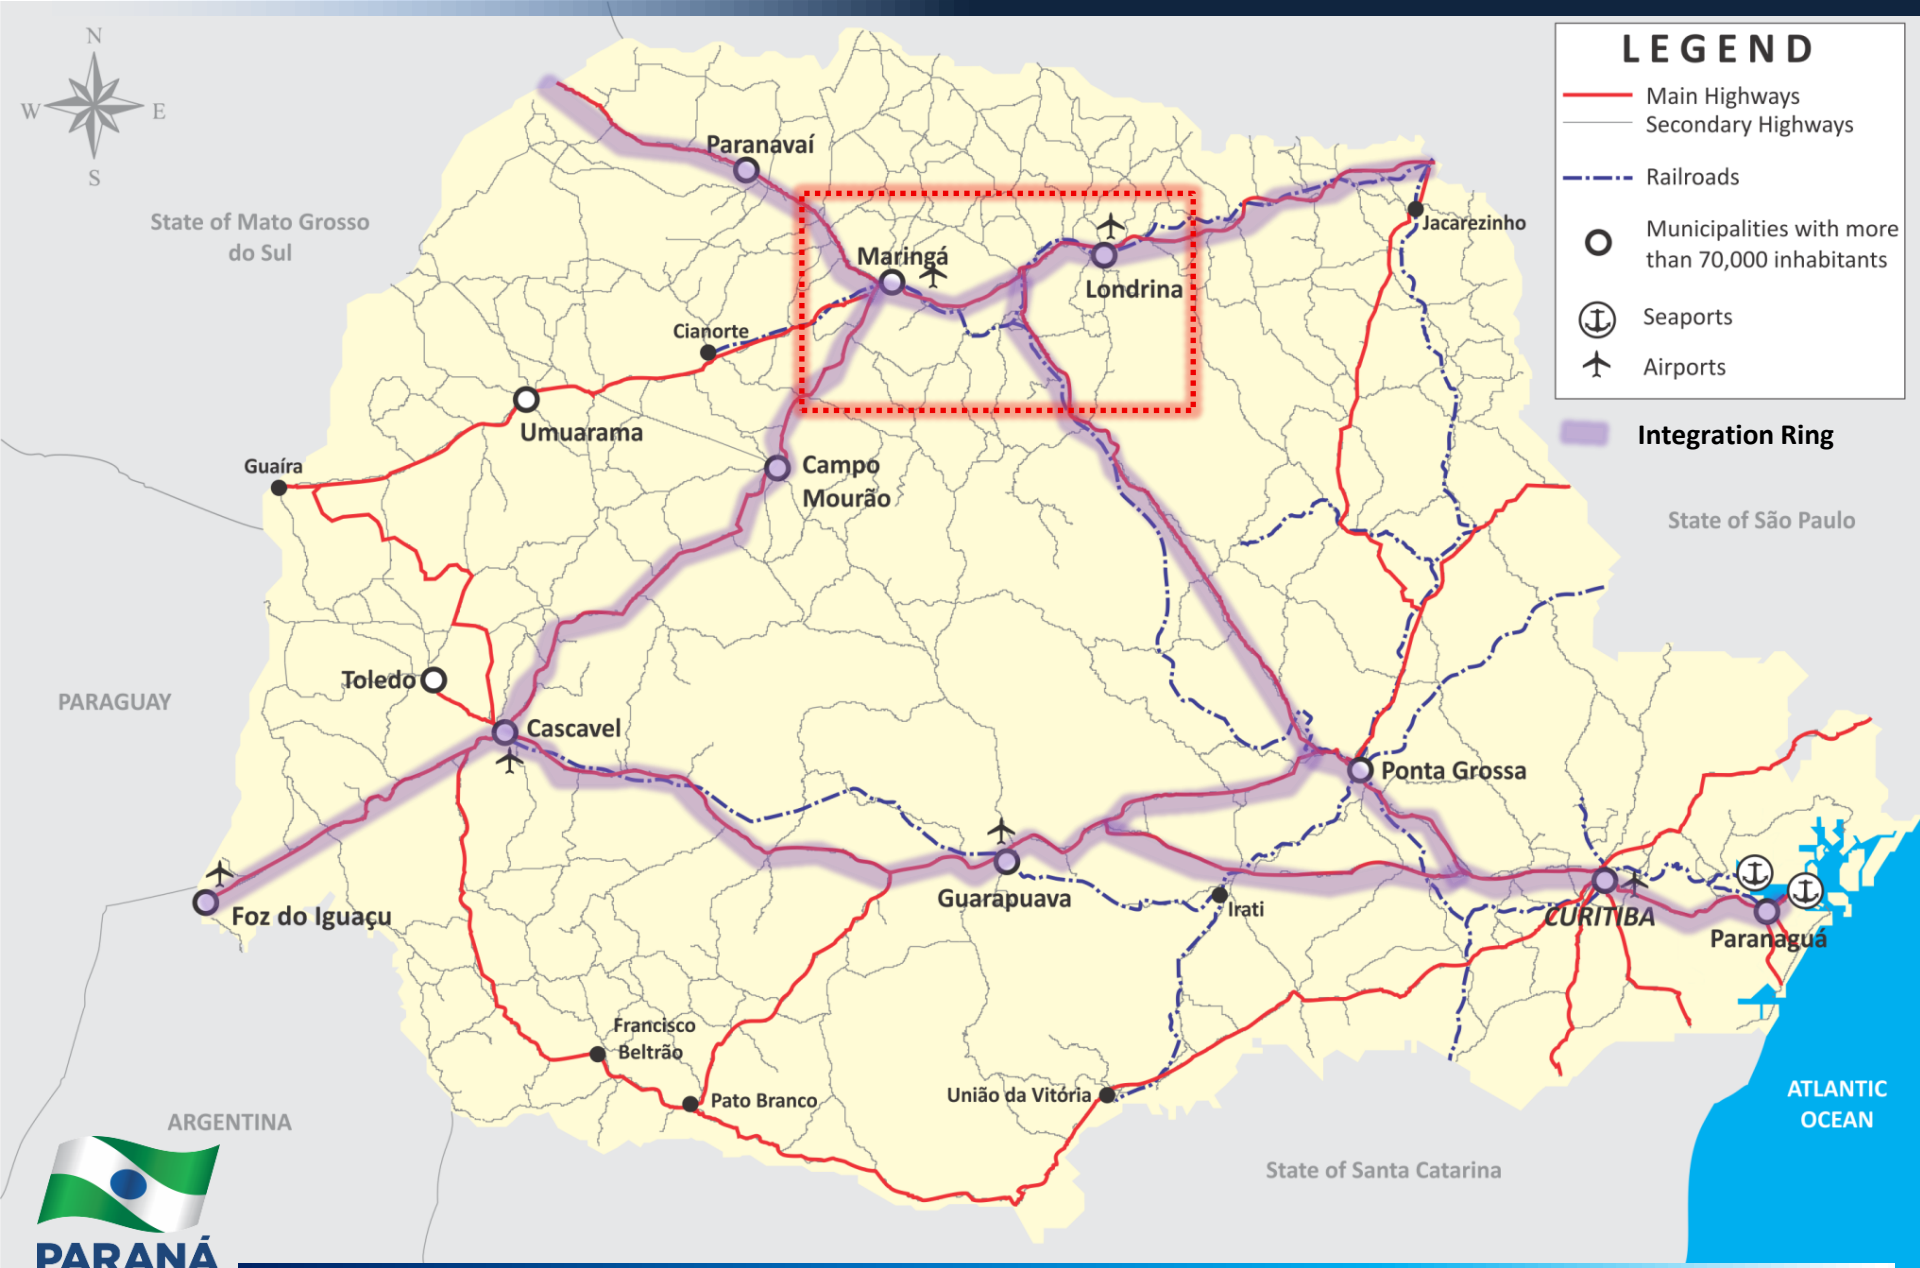 N
W
E
S
LEGEND
Main Highways
Secondary Highways
Railroads
Municipalities with more
than 70,000 inhabitants
Seaports
Airports
Integration Ring
Paranavaí
State of Mato Grosso
do Sul
Jacarezinho
Maringá
Londrina
Cianorte
Umuarama
Guaíra
Campo
Mourão
State of São Paulo
Toledo
PARAGUAY
Cascavel
Ponta Grossa
Guarapuava
Foz do Iguaçu
Irati
CURITIBA
Paranaguá
Francisco
Beltrão
Pato Branco
União da Vitória
ATLANTIC
OCEAN
ARGENTINA
State of Santa Catarina
PARANÁ